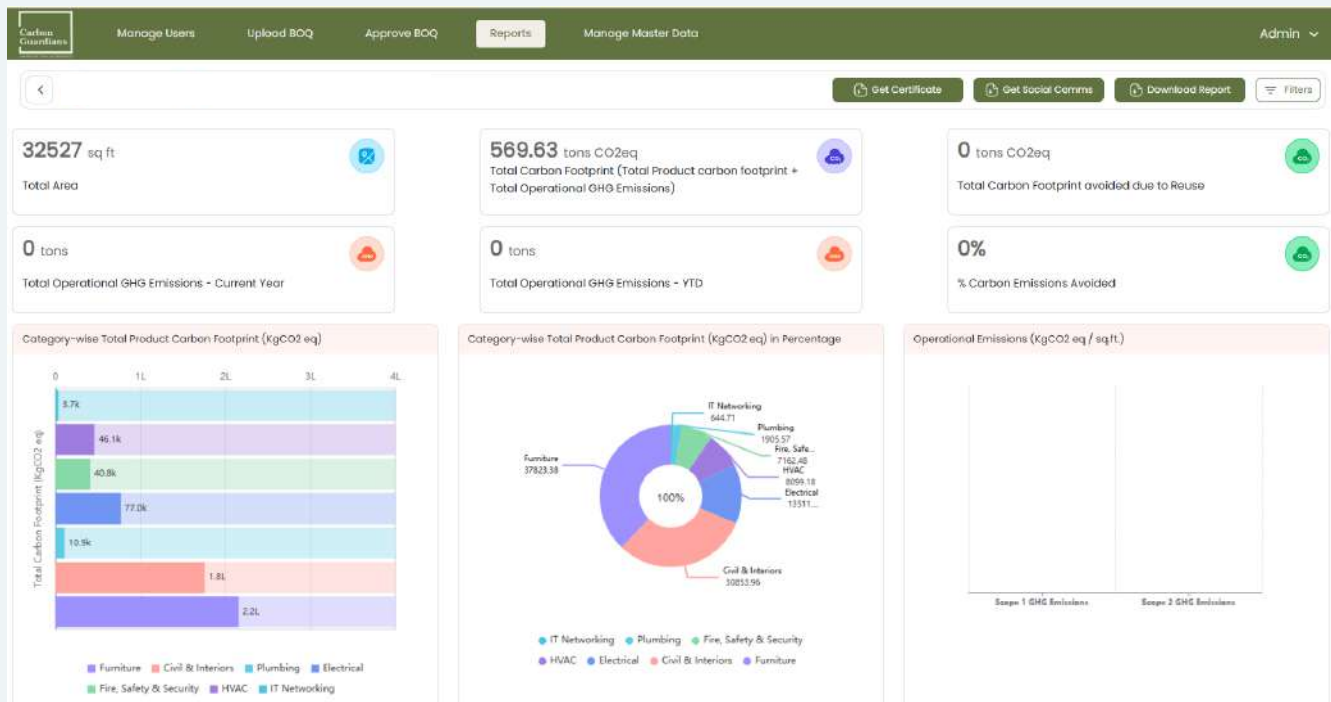 Carbon
Guardians
Manage Users
Upload BOQ
Approve BOQ
Reports
Manage Master Data
Admin
Get Certificate
Get Social Comms
Download Report
Filters
32527 sq ft
Total Area
569.63 tons CO2eq
Total Carbon Footprint (Total Product carbon footprint +
Total Operational GHG Emissions)
0 tons CO2eq
Total Carbon Footprint avoided due to Reuse
0 tons
Total Operational GHG Emissions - Current Year
0 tons
Total Operational GHG Emissions - YTD
0%
% Carbon Emissions Avoided
Category-wise Total Product Carbon Footprint (KgCO2 eq)
0 1L 2L 3L 4L
Total Carbon Footprint (KgCO2 eq)
3.7k
46.1k
40.8k
77.0k
10.9k
1.8L
2.2L
Furniture Civil & Interiors Plumbing Electrical
Fire, Safety & Security HVAC IT Networking
Category-wise Total Product Carbon Footprint (KgCO2 eq) in Percentage
IT Networking
644.71
Plumbing
1905.57
Fire, Safe...
7162.48
HVAC
8099.18
Electrical
13511...
Furniture
37823.38
100%
Civil & Interiors
30853.96
IT Networking Plumbing Fire, Safety & Security
HVAC Electrical Civil & Interiors Furniture
Operational Emissions (KgCO2 eq / sq.ft.)
Scope 1 GHG Emissions
Scope 2 GHG Emissions